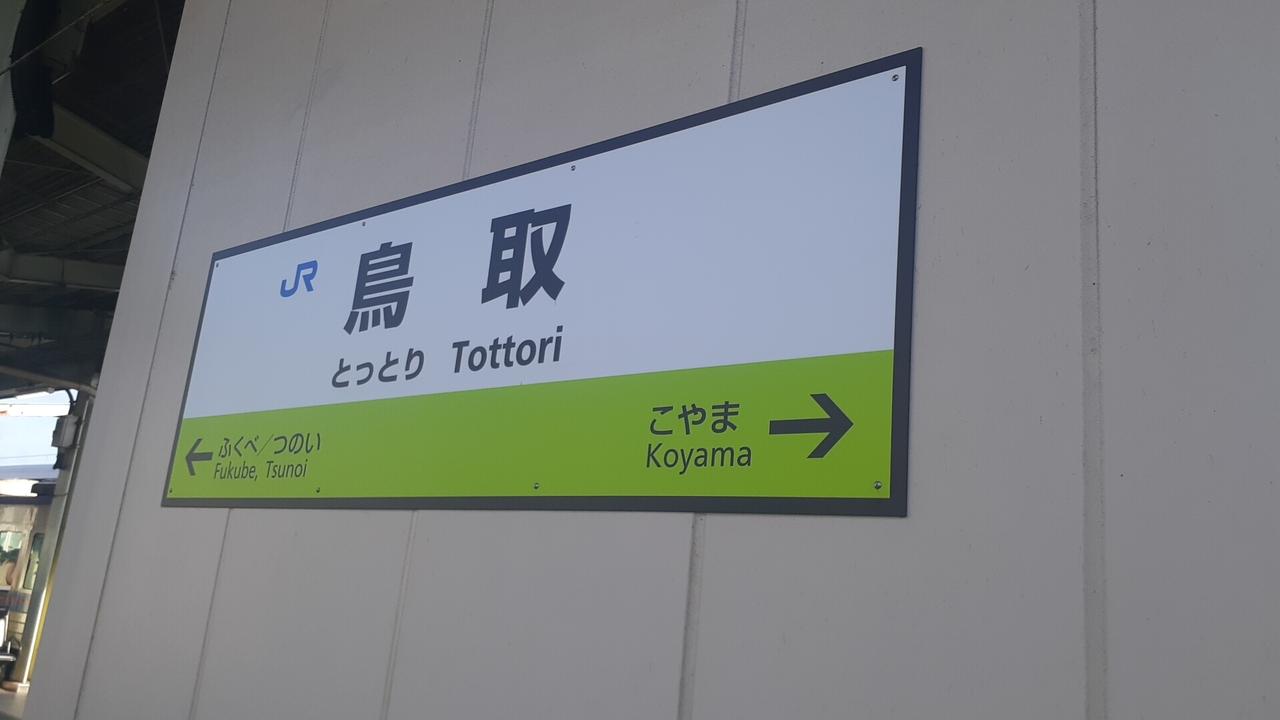 JR 鳥取
とっとり Tottori
ふくべ/つのい
Fukube, Tsunoi
こやま
Koyama